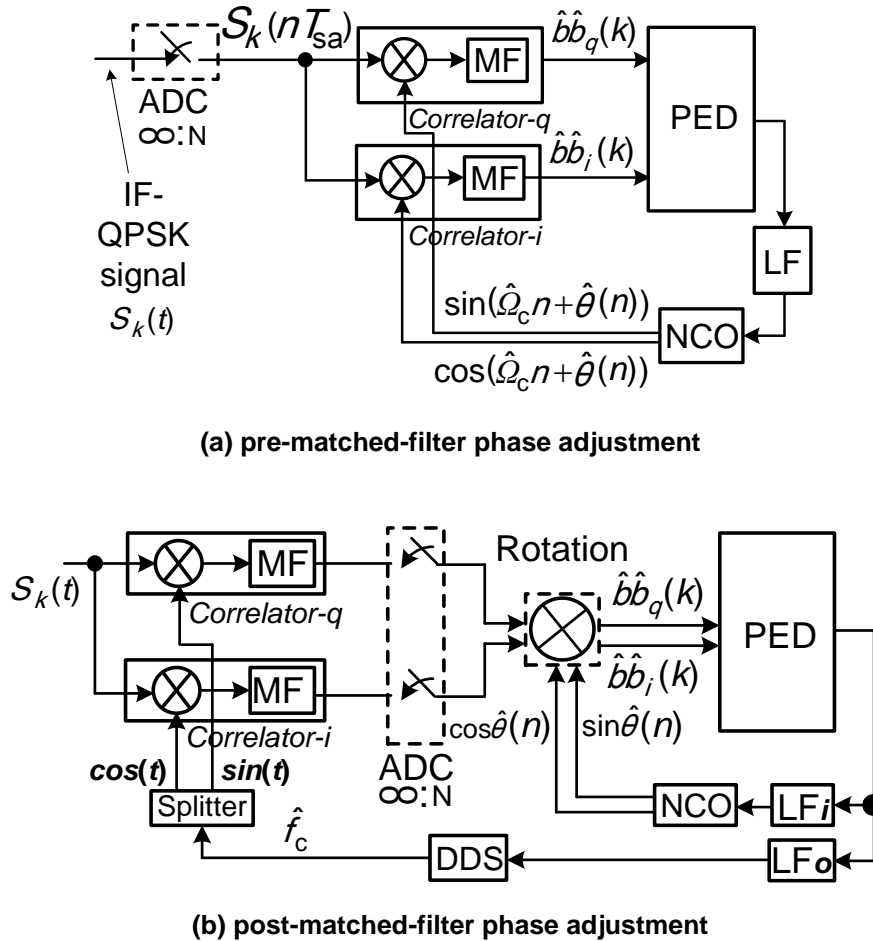 S_k(nT_sa)
ADC
∞:N
IF-
QPSK
signal
S_k(t)
MF
Correlator-q
b̂b̂_q(k)
MF
Correlator-i
b̂b̂_i(k)
PED
LF
NCO
sin(Ω̂_c n+θ̂(n))
cos(Ω̂_c n+θ̂(n))
(a) pre-matched-filter phase adjustment
S_k(t)
MF
Correlator-q
MF
Correlator-i
cos(t)
sin(t)
Splitter
ADC
∞:N
Rotation
b̂b̂_q(k)
b̂b̂_i(k)
PED
cosθ̂(n)
sinθ̂(n)
NCO
LFi
f̂_c
DDS
LFo
(b) post-matched-filter phase adjustment